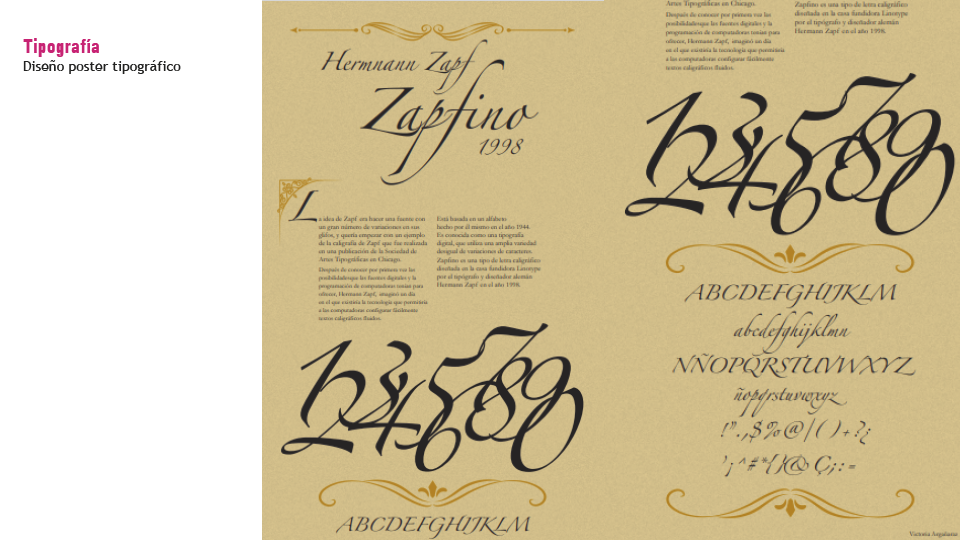 Tipografía
Diseño poster tipográfico
Hermnann Zapf
Zapfino
1998
La idea de Zapf era hacer una fuente con
un gran número de variaciones en sus
glifos, y quería empezar con un ejemplo
de la caligrafía de Zapf que fue realizada
en una publicación de la Sociedad de
Artes Tipográficas en Chicago.
Después de conocer por primera vez las
posibilidades que las fuentes digitales y la
programación de computadoras tenían para
ofrecer, Hermann Zapf, imaginó un día
en el que existiría la tecnología que permitiría
a las computadoras configurar fácilmente
textos caligráficos fluidos.
Está basada en un alfabeto
hecho por él mismo en el año 1944.
Es conocida como una tipografía
digital, que utiliza una amplia variedad
desigual de variaciones de caracteres.
Zapfino es una tipo de letra caligráfico
diseñada en la casa fundidora Linotype
por el tipógrafo y diseñador alemán
Hermann Zapf en el año 1998.
1234567890
ABCDEFGHIJKLM
Artes Tipográficas en Chicago.
Después de conocer por primera vez las
posibilidades que las fuentes digitales y la
programación de computadoras tenían para
ofrecer, Hermann Zapf, imaginó un día
en el que existiría la tecnología que permitiría
a las computadoras configurar fácilmente
textos caligráficos fluidos.
Zapfino es una tipo de letra caligráfico
diseñada en la casa fundidora Linotype
por el tipógrafo y diseñador alemán
Hermann Zapf en el año 1998.
1234567890
ABCDEFGHIJKLM
abcdefghijklmn
NÑOPQRSTUVWXYZ
ñopqrstuvwxyz
!".,$%@|()+?¿
'¡^#*{}&Ç;:=
Victoria Argañaras